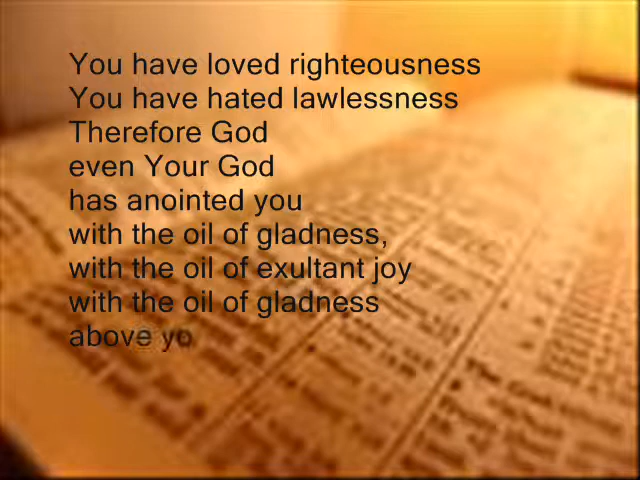 You have loved righteousness
You have hated lawlessness
Therefore God
even Your God
has anointed you
with the oil of gladness,
with the oil of exultant joy
with the oil of gladness
above yo